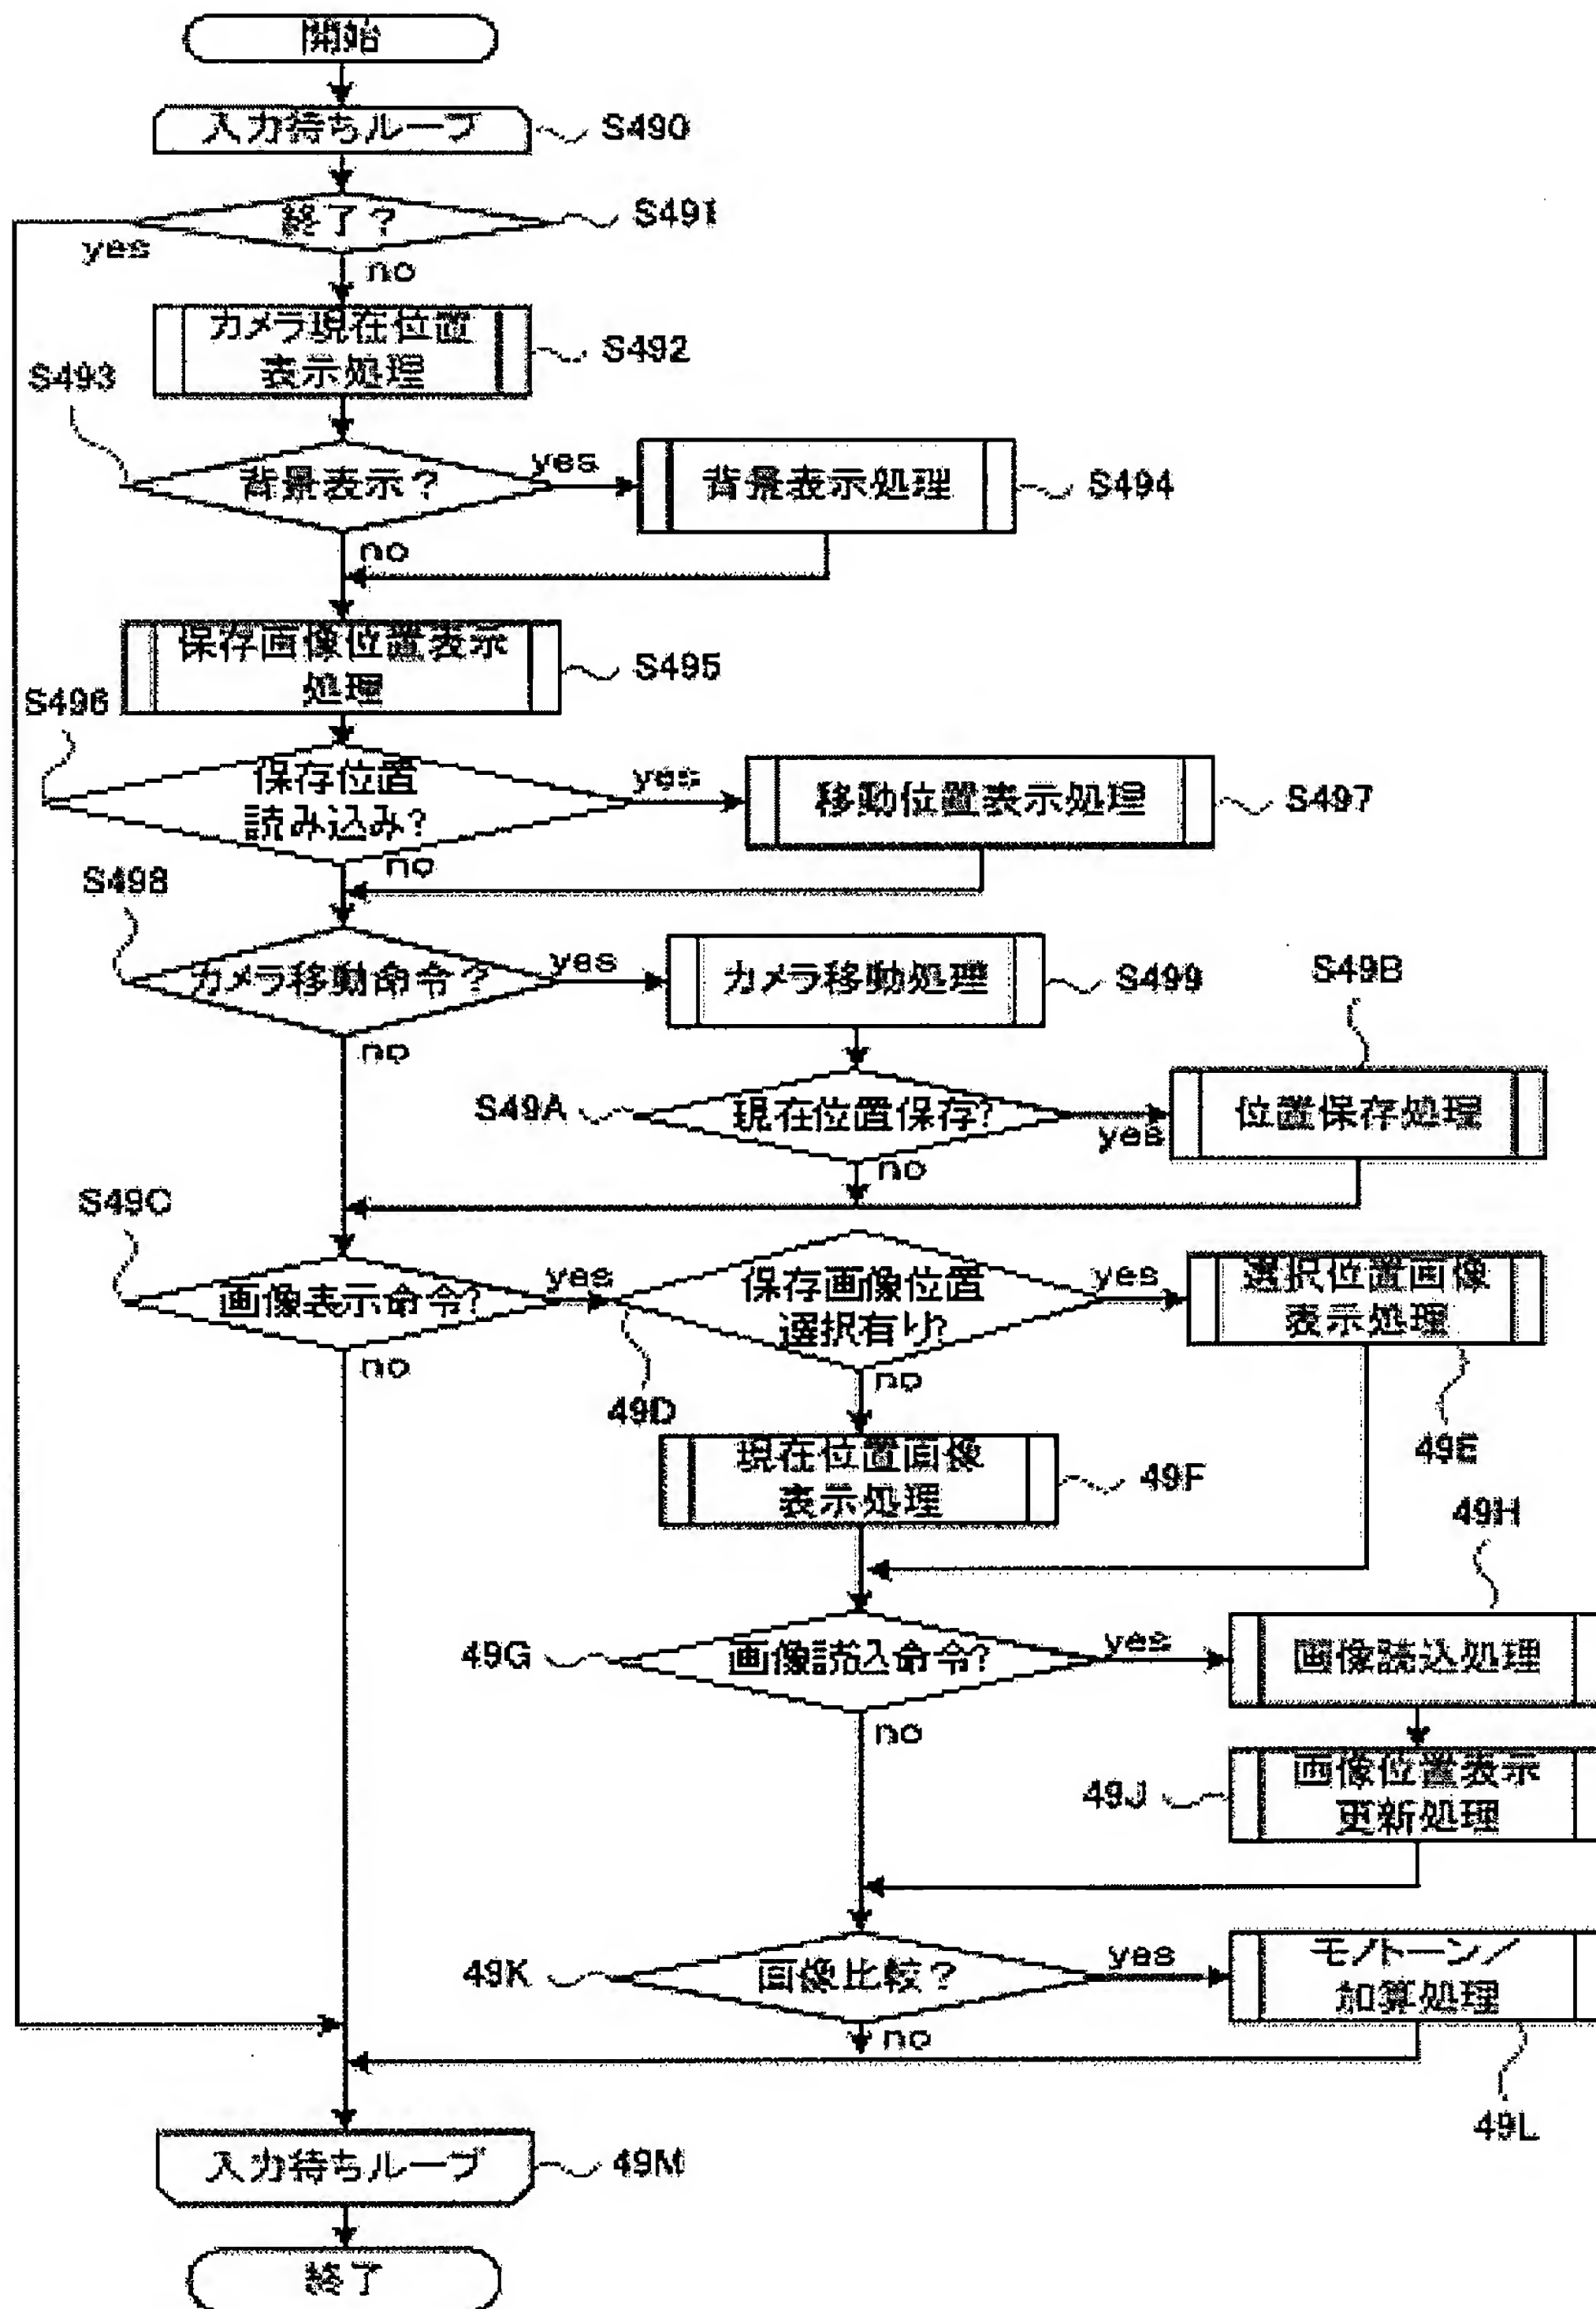 開始
入力待ちループ
S490
終了?
S491
yes
no
カメラ現在位置
表示処理
S492
S493
背景表示?
yes
背景表示処理
S494
no
保存画像位置表示
処理
S495
S496
保存位置
読み込み?
yes
移動位置表示処理
S497
no
S498
カメラ移動命令?
yes
カメラ移動処理
S499
no
S49B
S49A
現在位置保存?
yes
位置保存処理
no
S49C
画像表示命令?
yes
保存画像位置
選択有り?
yes
選択位置画像
表示処理
no
49D
no
49E
現在位置画像
表示処理
49F
49H
49G
画像読込命令?
yes
画像読込処理
no
49J
画像位置表示
更新処理
49K
画像比較?
yes
モノトーン/
加算処理
no
49L
入力待ちループ
49M
終了